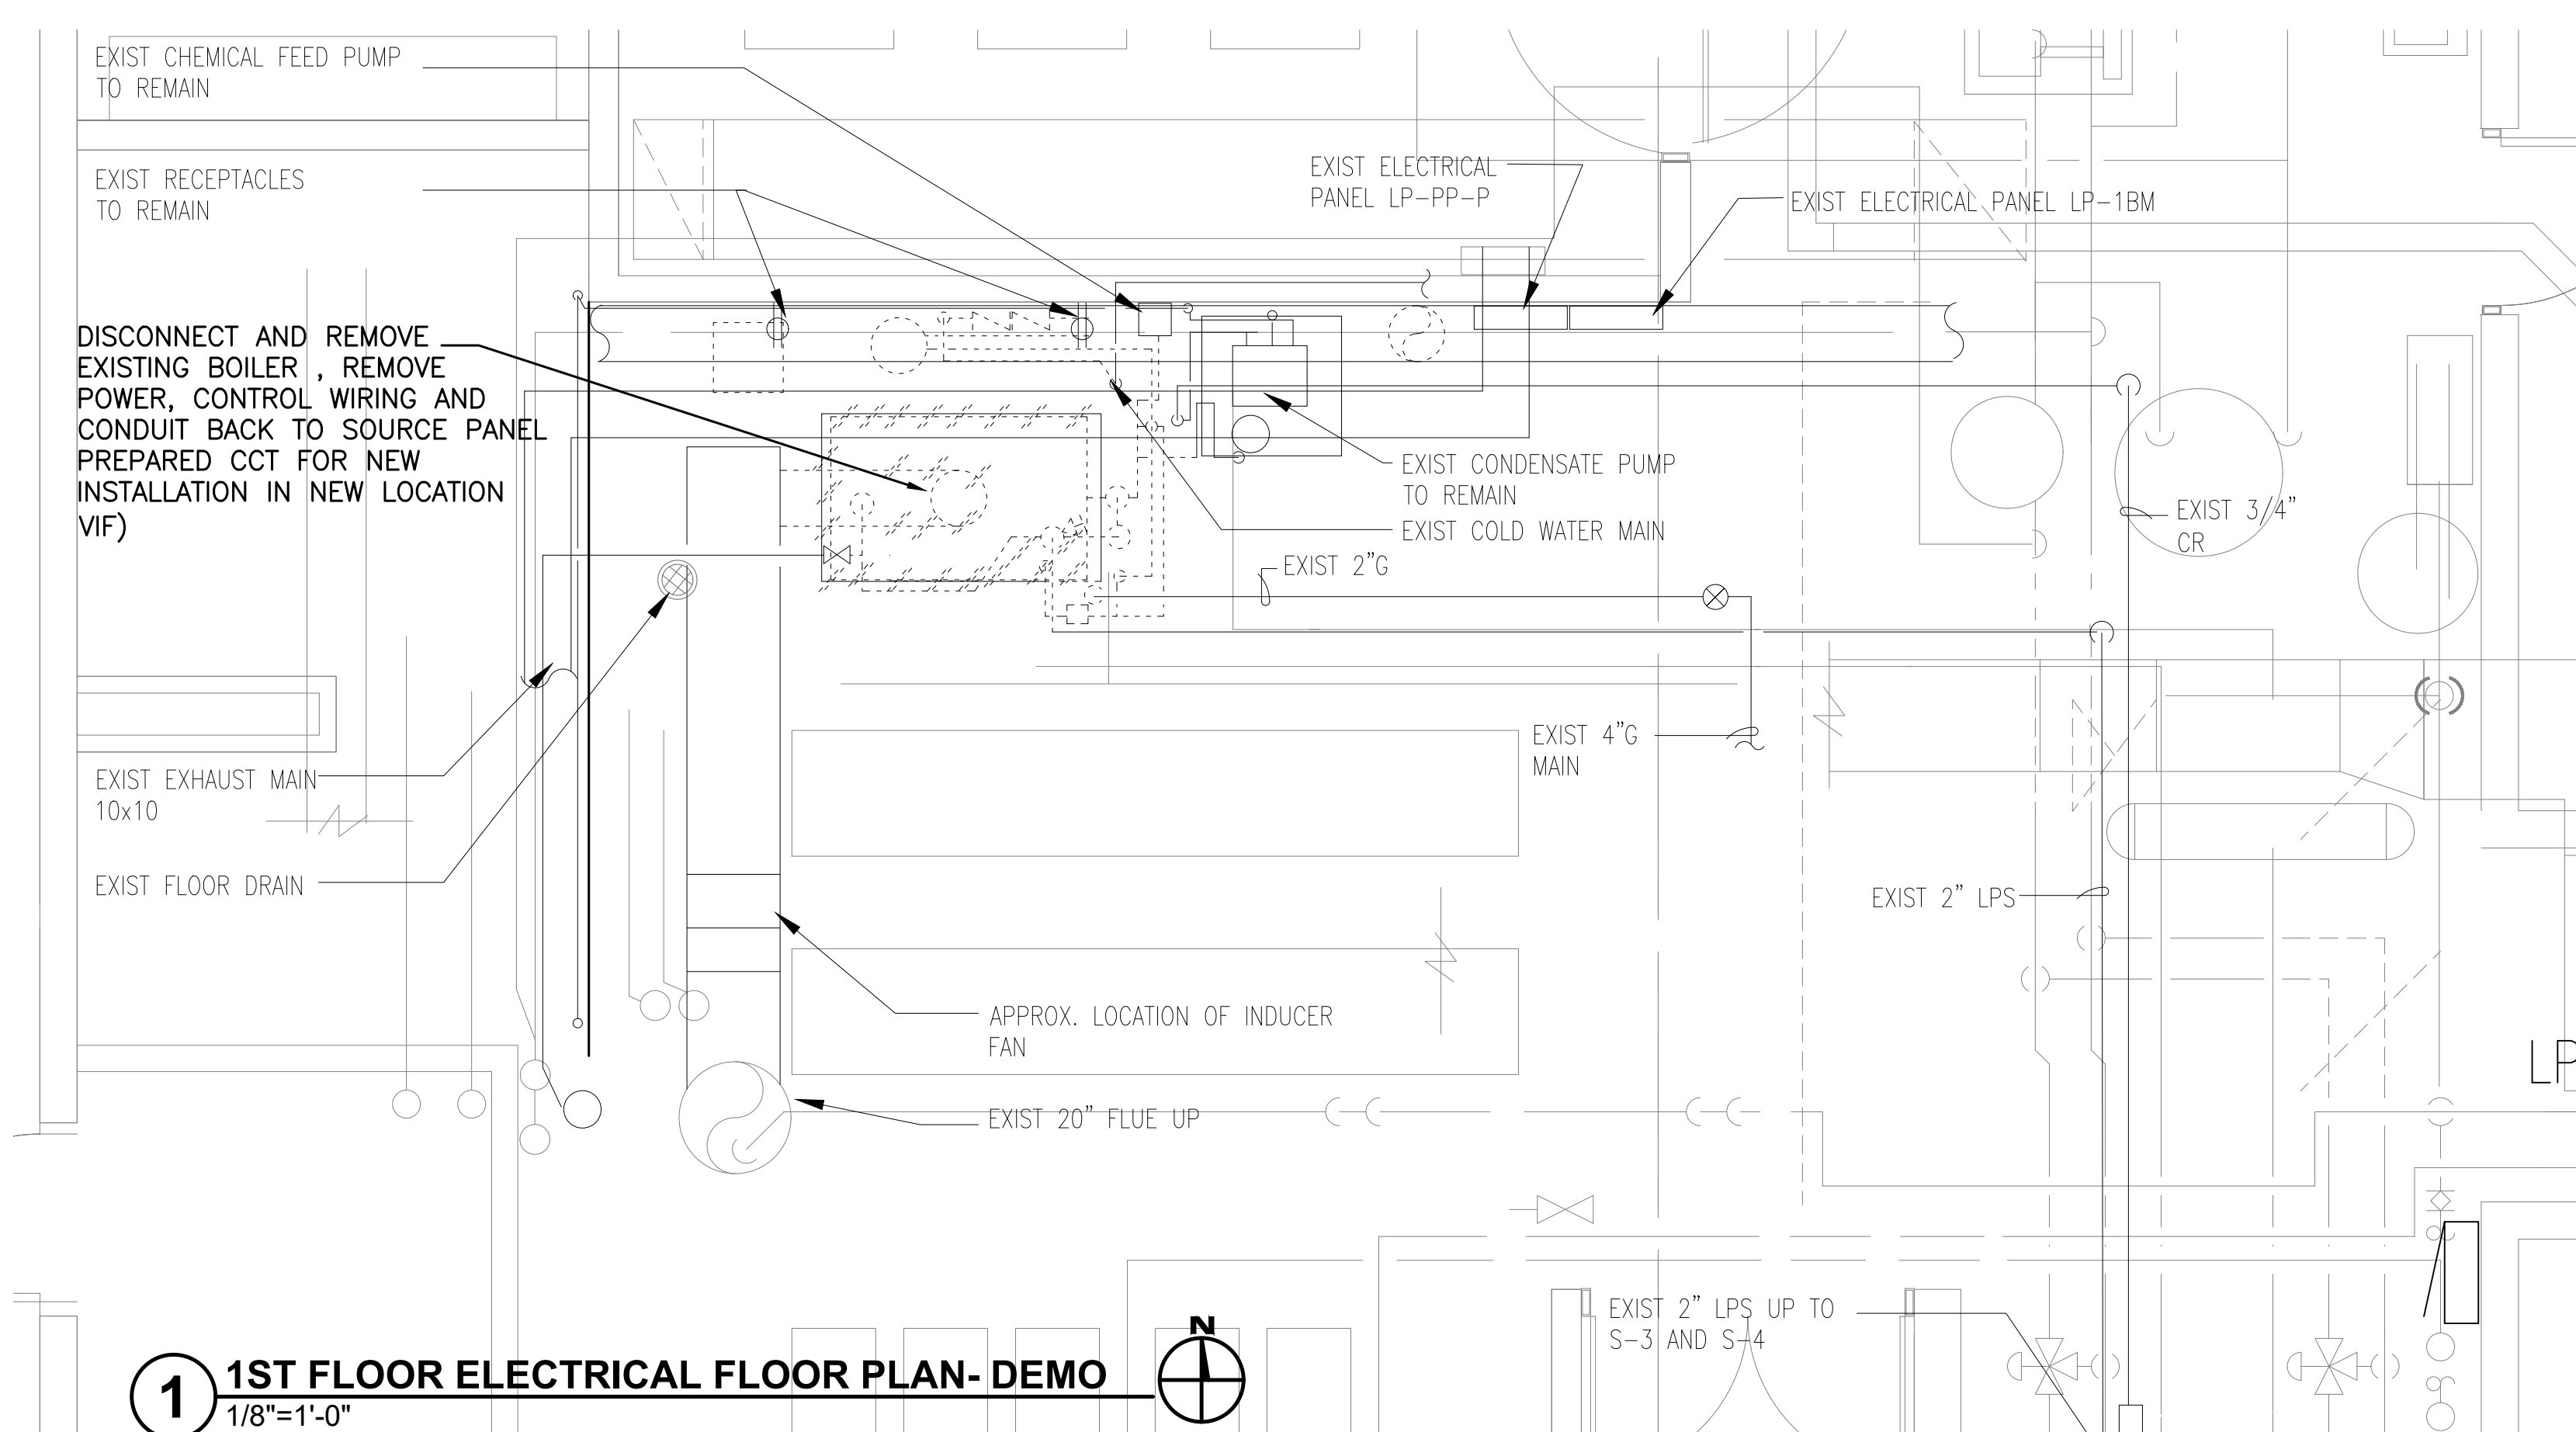 EXIST CHEMICAL FEED PUMP
TO REMAIN
EXIST RECEPTACLES
TO REMAIN
EXIST ELECTRICAL
PANEL LP-PP-P
EXIST ELECTRICAL PANEL LP-1BM
DISCONNECT AND REMOVE
EXISTING BOILER , REMOVE
POWER, CONTROL WIRING AND
CONDUIT BACK TO SOURCE PANEL
PREPARED CCT FOR NEW
INSTALLATION IN NEW LOCATION
VIF)
EXIST CONDENSATE PUMP
TO REMAIN
EXIST COLD WATER MAIN
EXIST 3/4"
CR
EXIST 2"G
EXIST 4"G
MAIN
EXIST EXHAUST MAIN
10x10
EXIST FLOOR DRAIN
EXIST 2" LPS
APPROX. LOCATION OF INDUCER
FAN
LP
EXIST 20" FLUE UP
EXIST 2" LPS UP TO
S-3 AND S-4
N
1 1ST FLOOR ELECTRICAL FLOOR PLAN- DEMO
1/8"=1'-0"